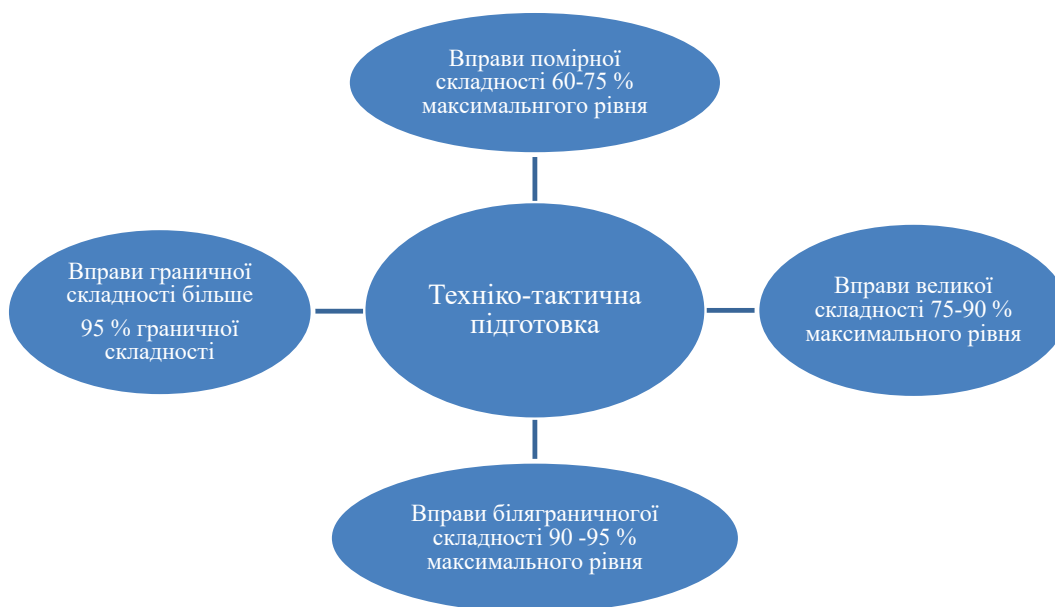 Вправи помірної
складності 60-75 %
максимальнгого рівня
Вправи граничної
складності більше
95 % граничної
складності
Техніко-тактична
підготовка
Вправи великої
складності 75-90 %
максимального рівня
Вправи біляграничного
складності 90 -95 %
максимального рівня